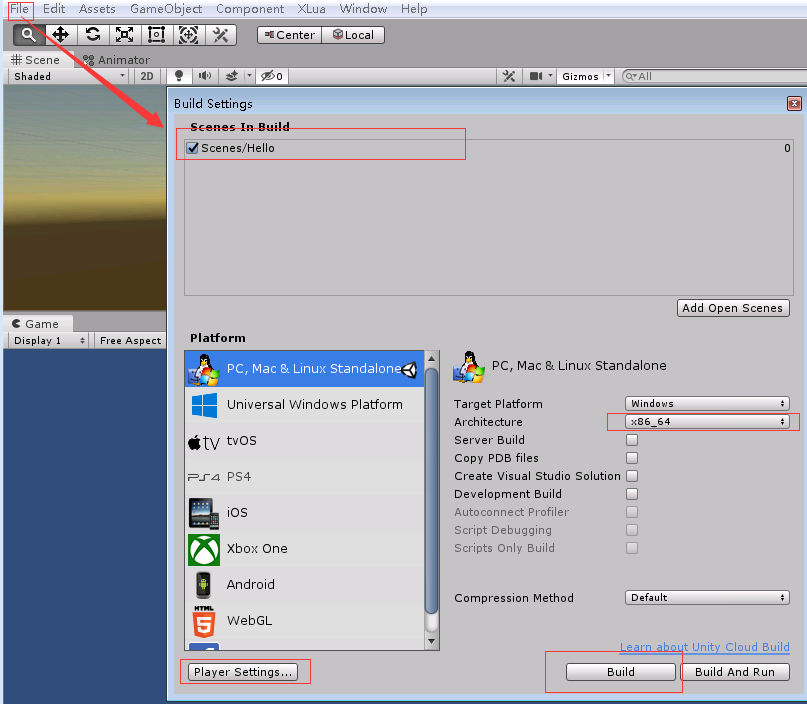 File Edit Assets GameObject Component XLua Window Help
Center Local
Scene Animator
Shaded 2D 0 Gizmos All
Build Settings
Scenes In Build
Scenes/Hello 0
Add Open Scenes
Game
Display 1 Free Aspect
Platform
PC, Mac & Linux Standalone
Universal Windows Platform
tv tvOS
PS4 PS4
iOS
Xbox One
Android
HTML 5 WebGL
PC, Mac & Linux Standalone
Target Platform Windows
Architecture x86_64
Server Build
Copy PDB files
Create Visual Studio Solution
Development Build
Autoconnect Profiler
Script Debugging
Scripts Only Build
Compression Method Default
Learn about Unity Cloud Build
Player Settings... Build Build And Run